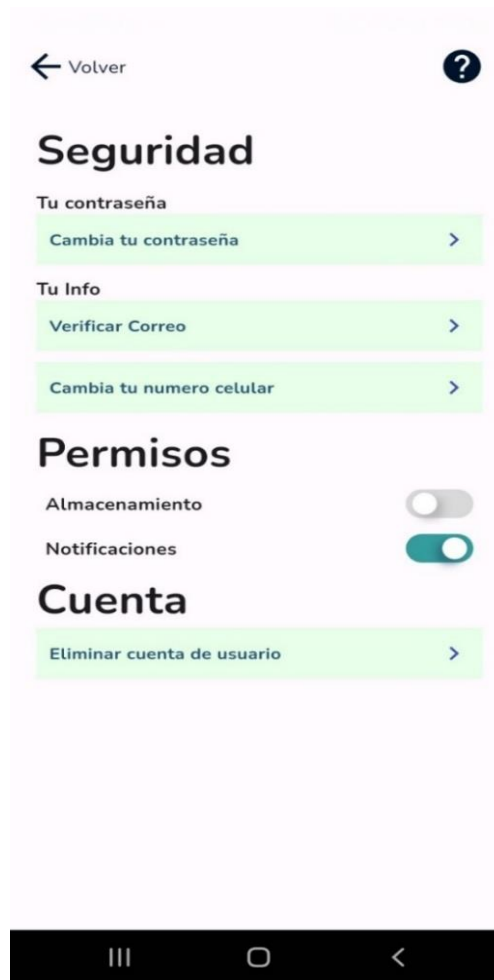 Volver
?
Seguridad
Tu contraseña
Cambia tu contraseña
Tu Info
Verificar Correo
Cambia tu numero celular
Permisos
Almacenamiento
Notificaciones
Cuenta
Eliminar cuenta de usuario